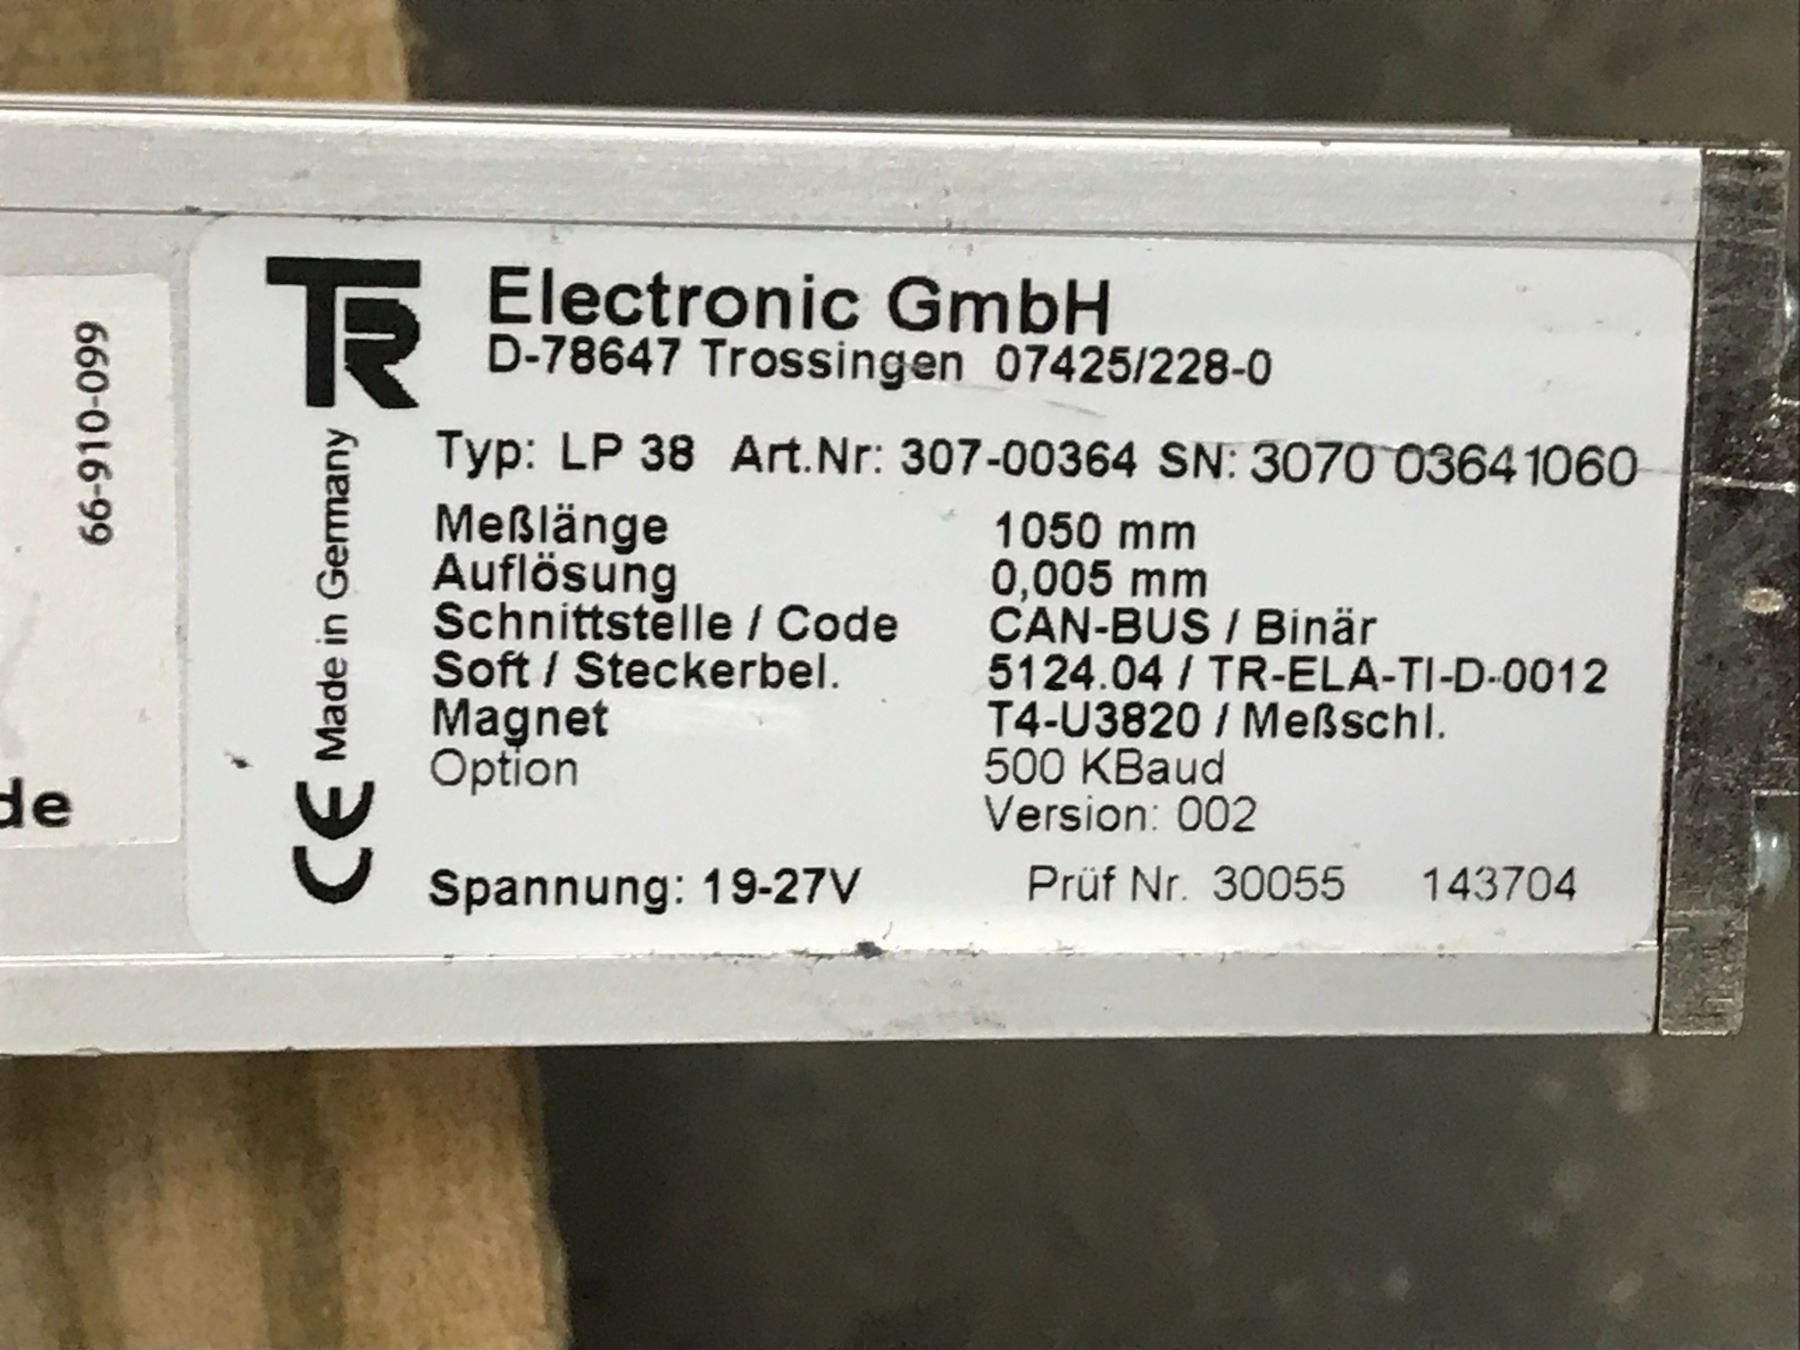 66-910-099
de
TR
Electronic GmbH
D-78647 Trossingen 07425/228-0
Made in Germany
CE
Typ: LP 38 Art.Nr: 307-00364 SN: 3070 03641060
Meßlänge 1050 mm
Auflösung 0,005 mm
Schnittstelle / Code CAN-BUS / Binär
Soft / Steckerbel. 5124.04 / TR-ELA-TI-D-0012
Magnet T4-U3820 / Meßschl.
Option 500 KBaud
Version: 002
Spannung: 19-27V Prüf Nr. 30055 143704